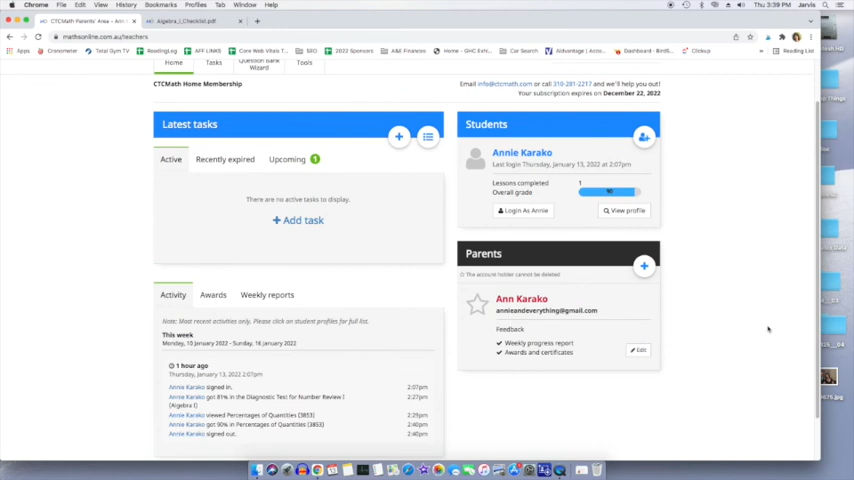 Chrome File Edit View History Bookmarks Profiles Tab Window Help
Thu 3:39 PM Jarvis
CTCMath Parents' Area - Ann
Algebra_I_Checklist.pdf
mathsonline.com.au/teachers
Apps Cronometer Total Gym TV ReadingLog AFF LINKS Core Web Vitals SEO 2022 Sponsors A&E Finances Home - GHC Car Search Advantage | Acco... Dashboard - Clickup Reading List
Home Tasks Question Bank Tools
Wizard
CTCMath Home Membership
Email info@ctcmath.com or call 310-281-2217 and we'll help you out!
Your subscription expires on December 22, 2022
Latest tasks
Active Recently expired Upcoming 1
There are no active tasks to display.
+ Add task
Students
Annie Karako
Last login Thursday, January 13, 2022 at 2:07pm
Lessons completed 1
Overall grade 90
Login As Annie View profile
Parents
The account holder cannot be deleted
Ann Karako
annieandeverything@gmail.com
Feedback
Weekly progress report
Awards and certificates
Edit
Activity Awards Weekly reports
Note: Most recent activities only. Please click on student profiles for full list.
This week
Monday, 10 January 2022 - Sunday, 16 January 2022
1 hour ago
Thursday, January 13, 2022 2:07pm
Annie Karako signed in. 2:07pm
Annie Karako got 81% in the Diagnostic Test for Number Review I 2:27pm
(Algebra I)
Annie Karako viewed Percentages of Quantities (3853) 2:29pm
Annie Karako got 90% in Percentages of Quantities (3853) 2:40pm
Annie Karako signed out. 2:40pm